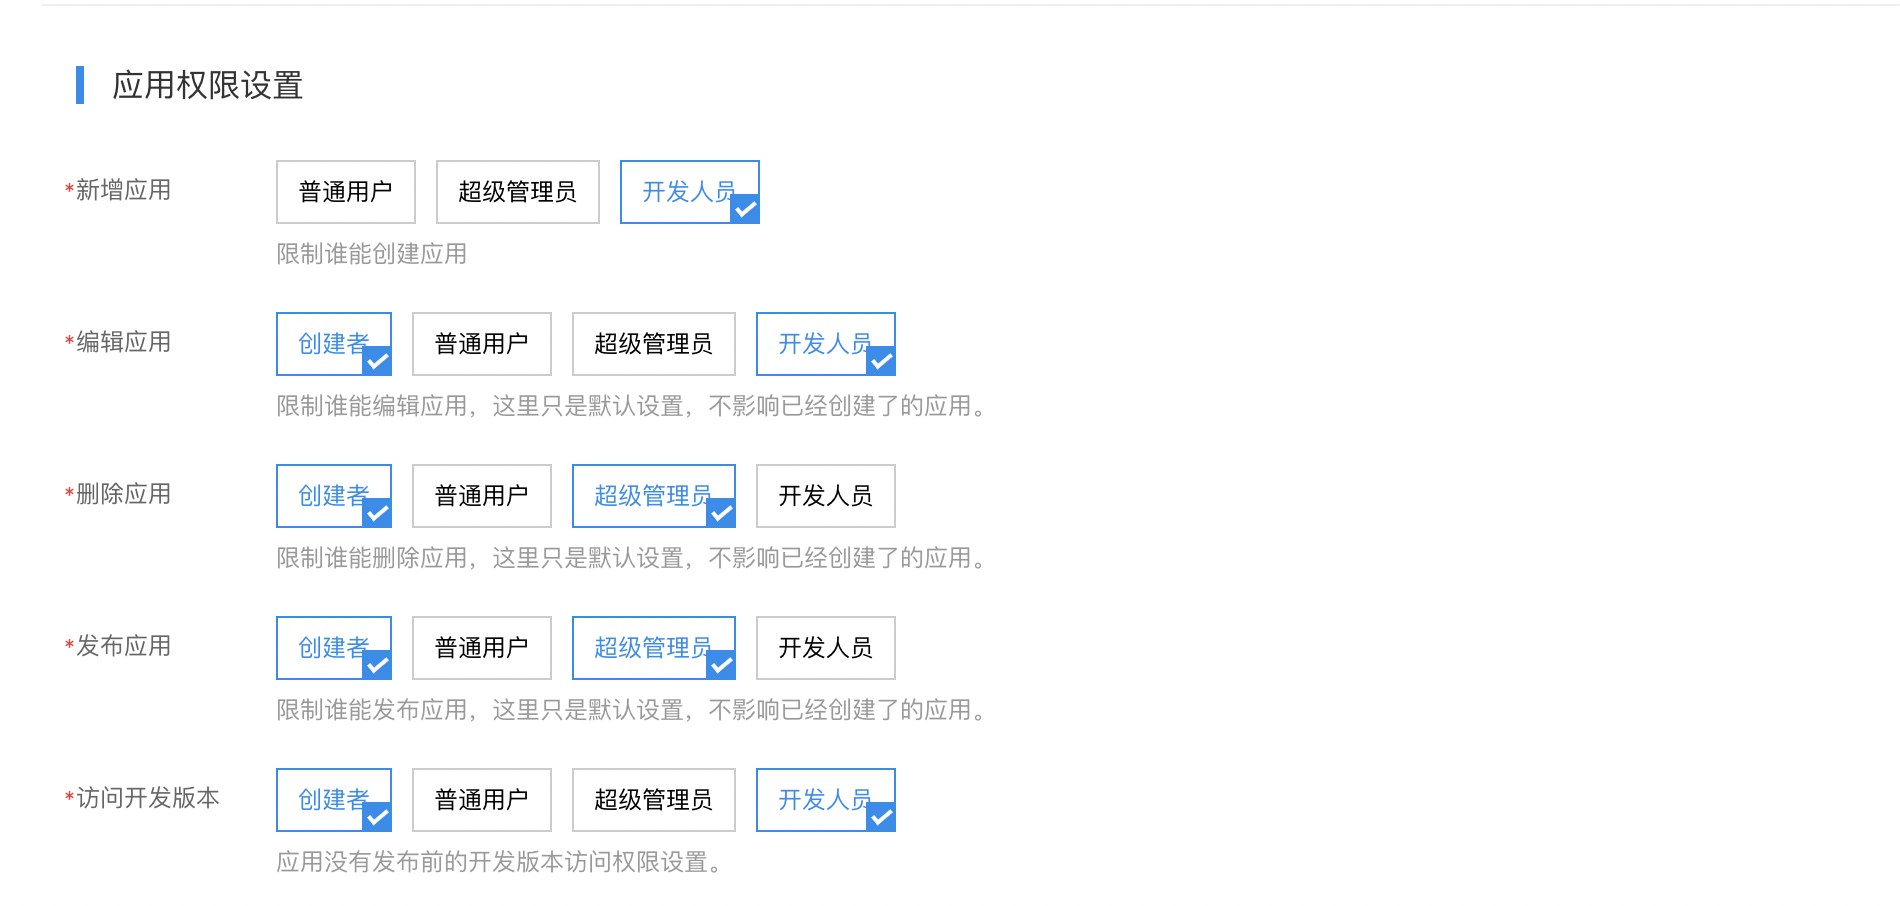 应用权限设置
*新增应用 普通用户 超级管理员 开发人员
限制谁能创建应用
*编辑应用 创建者 普通用户 超级管理员 开发人员
限制谁能编辑应用，这里只是默认设置，不影响已经创建了的应用。
*删除应用 创建者 普通用户 超级管理员 开发人员
限制谁能删除应用，这里只是默认设置，不影响已经创建了的应用。
*发布应用 创建者 普通用户 超级管理员 开发人员
限制谁能发布应用，这里只是默认设置，不影响已经创建了的应用。
*访问开发版本 创建者 普通用户 超级管理员 开发人员
应用没有发布前的开发版本访问权限设置。